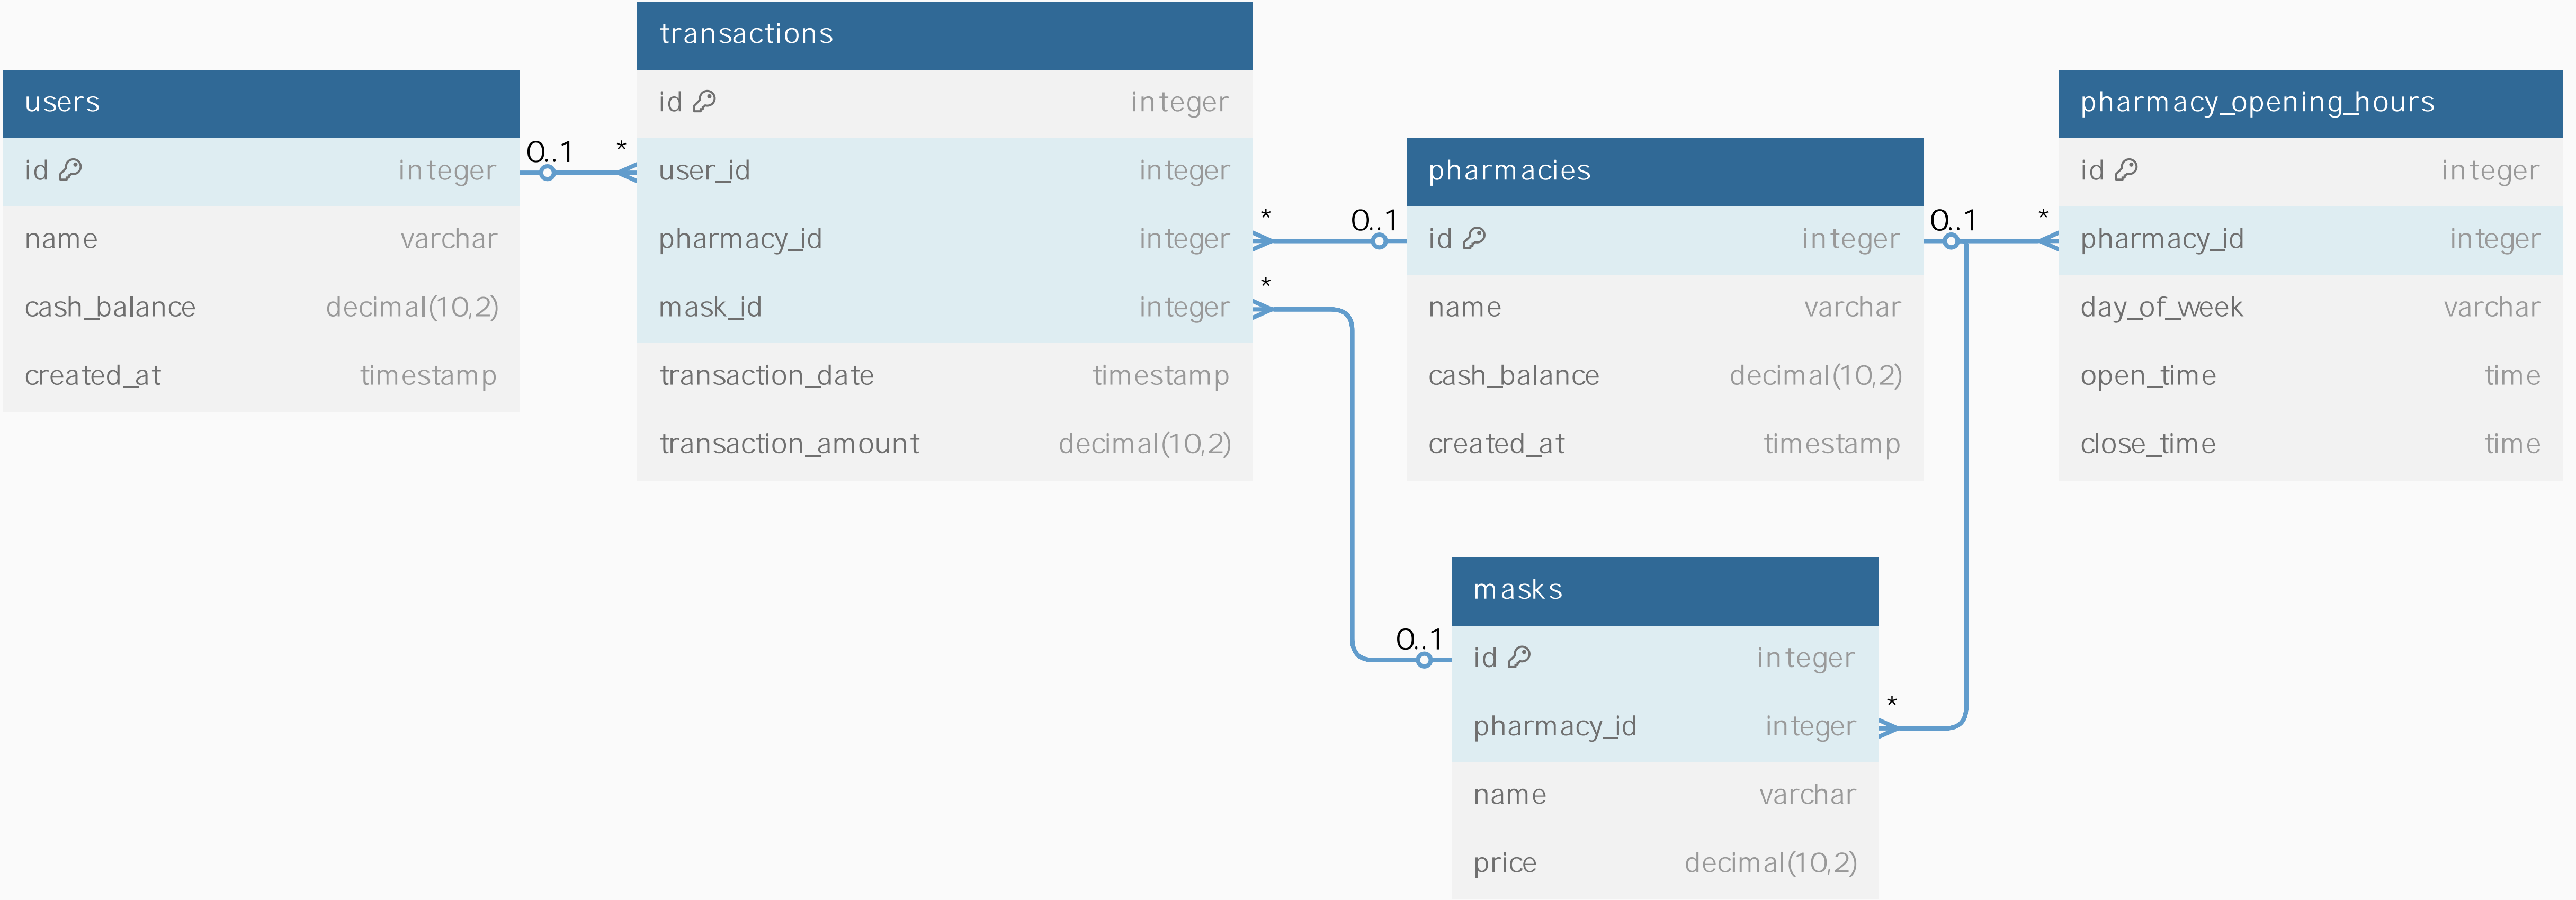 users
id integer
name varchar
cash_balance decimal(10,2)
created_at timestamp
0..1 *
transactions
id integer
user_id integer
pharmacy_id integer
mask_id integer
transaction_date timestamp
transaction_amount decimal(10,2)
* 0..1
* 0..1
pharmacies
id integer
name varchar
cash_balance decimal(10,2)
created_at timestamp
0..1 *
pharmacy_opening_hours
id integer
pharmacy_id integer
day_of_week varchar
open_time time
close_time time
masks
id integer
pharmacy_id integer
name varchar
price decimal(10,2)
*